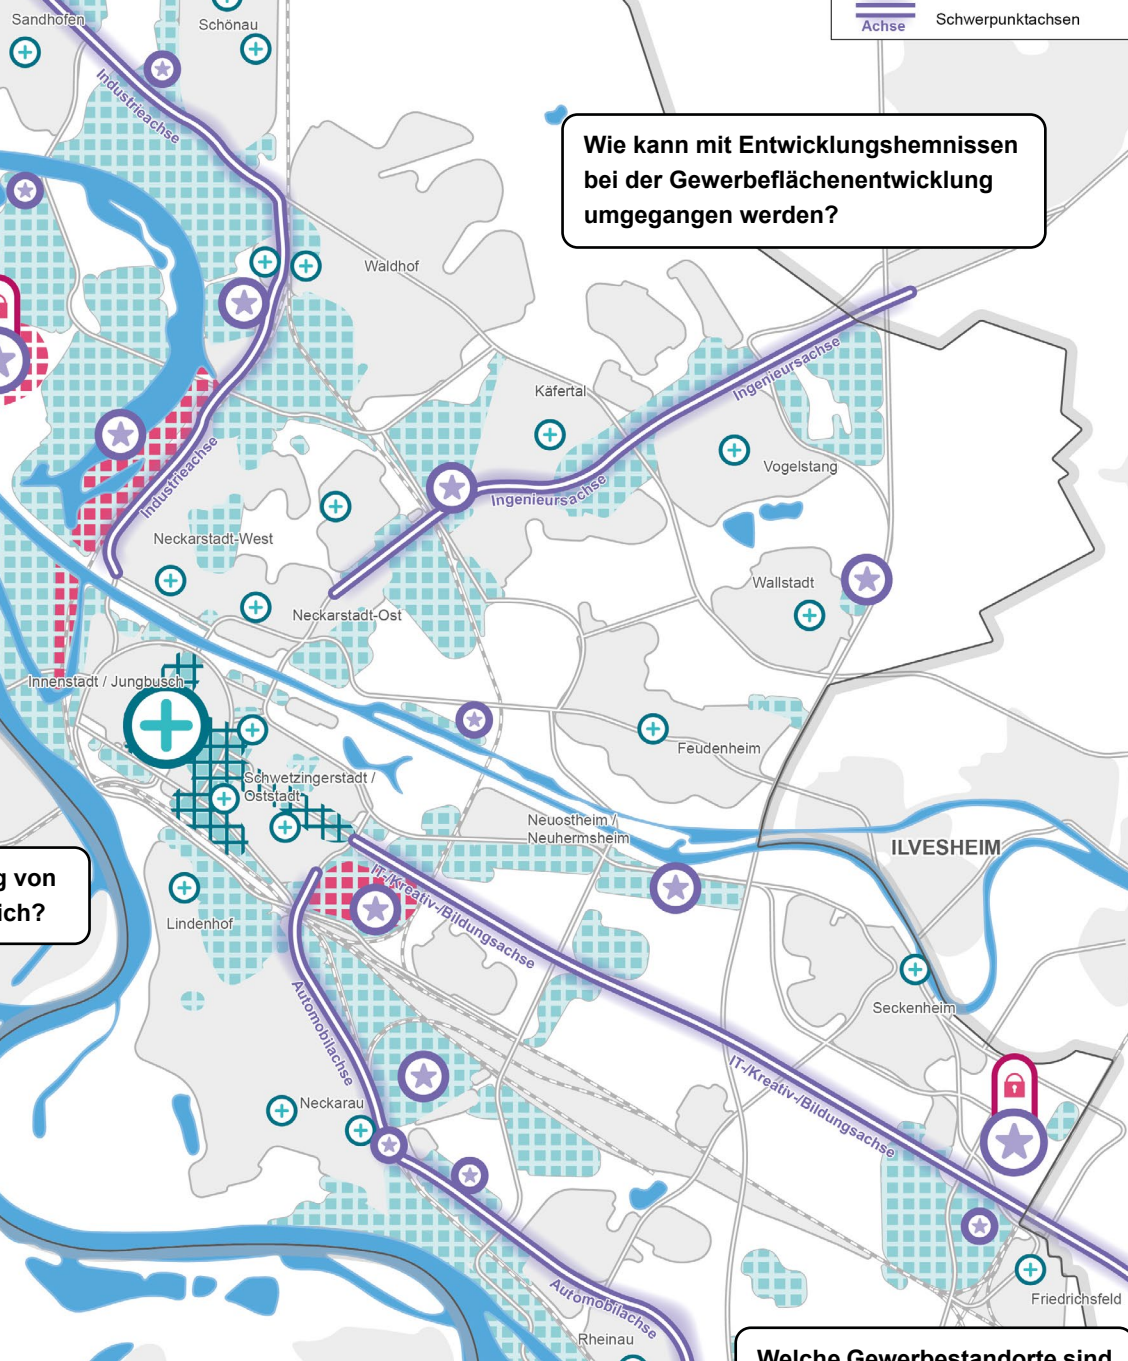 Sandhofen
Schönau
Achse
Schwerpunktachsen
Industrieachse
Wie kann mit Entwicklungshemnissen
bei der Gewerbeflächenentwicklung
umgegangen werden?
Waldhof
Ingenieursachse
Käfertal
Vogelstang
Industrieachse
Ingenieursachse
Neckarstadt-West
Wallstadt
Neckarstadt-Ost
Innenstadt / Jungbusch
Feudenheim
Schwetzingerstadt /
Oststadt
Neuostheim /
Neuhermsheim
ILVESHEIM
g von
ich?
IT-/Kreativ-/Bildungsachse
Lindenhof
Seckenheim
Automobilachse
IT-/Kreativ-/Bildungsachse
Neckarau
Automobilachse
Friedrichsfeld
Rheinau
Welche Gewerbestandorte sind